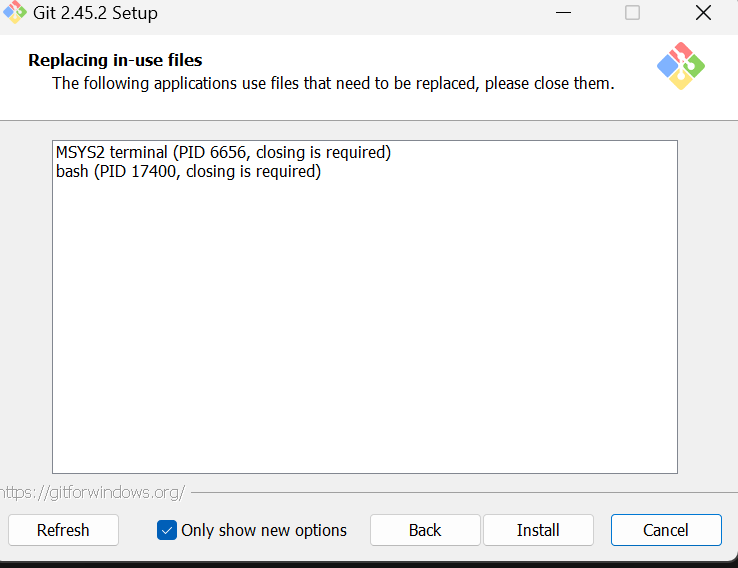 Git 2.45.2 Setup
Replacing in-use files
The following applications use files that need to be replaced, please close them.
MSYS2 terminal (PID 6656, closing is required)
bash (PID 17400, closing is required)
https://gitforwindows.org/
Refresh
Only show new options
Back
Install
Cancel